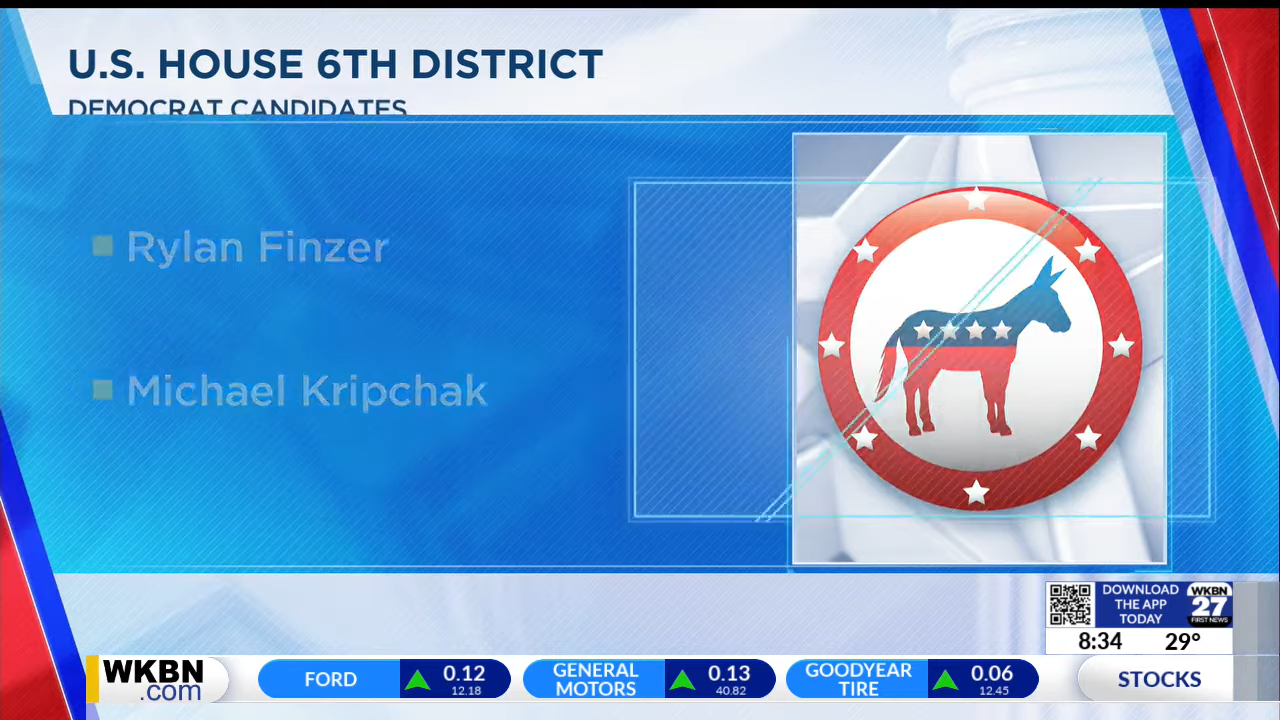 U.S. HOUSE 6TH DISTRICT
DEMOCRAT CANDIDATES
Rylan Finzer
Michael Kripchak
DOWNLOAD
THE APP
TODAY
WKBN
27
FIRST NEWS
8:34 29°
WKBN
.com
FORD
0.12
12.18
GENERAL
MOTORS
0.13
40.82
GOODYEAR
TIRE
0.06
12.45
STOCKS